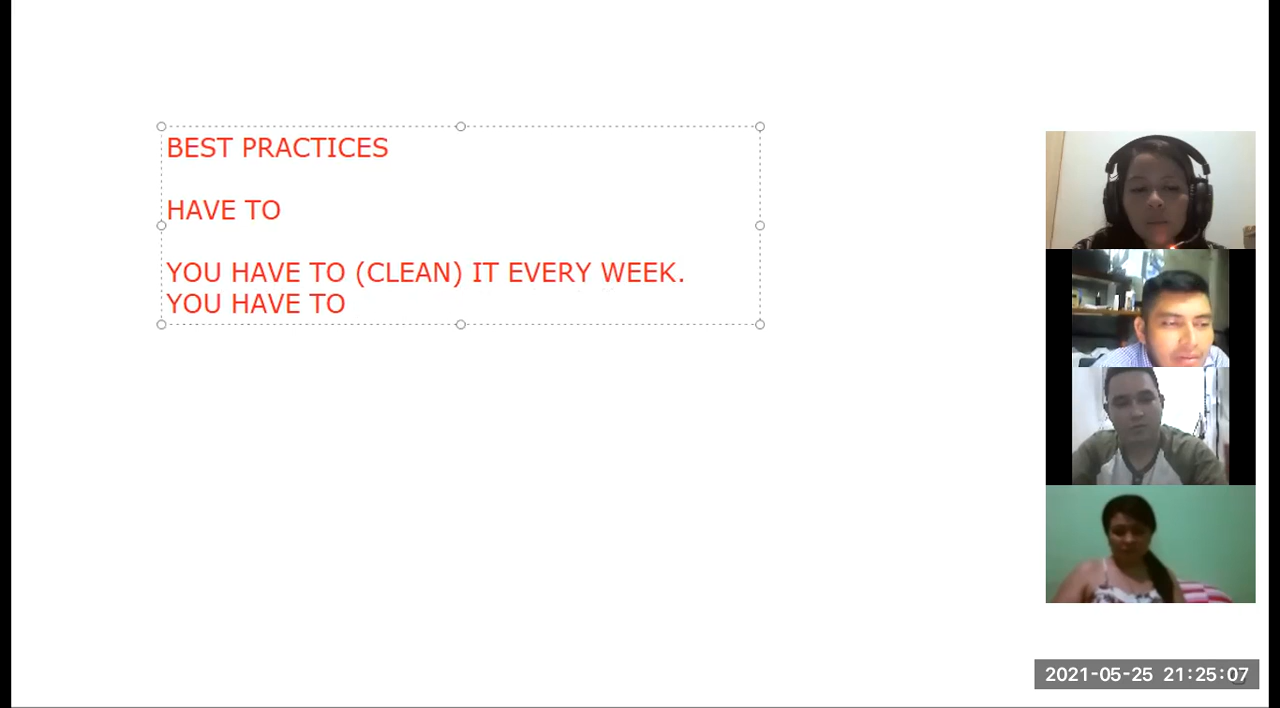 BEST PRACTICES
HAVE TO
YOU HAVE TO (CLEAN) IT EVERY WEEK.
YOU HAVE TO
2021-05-25 21:25:07